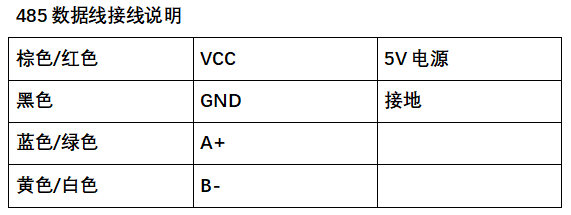 485 数据线接线说明
棕色/红色 VCC 5V 电源
黑色 GND 接地
蓝色/绿色 A+
黄色/白色 B-